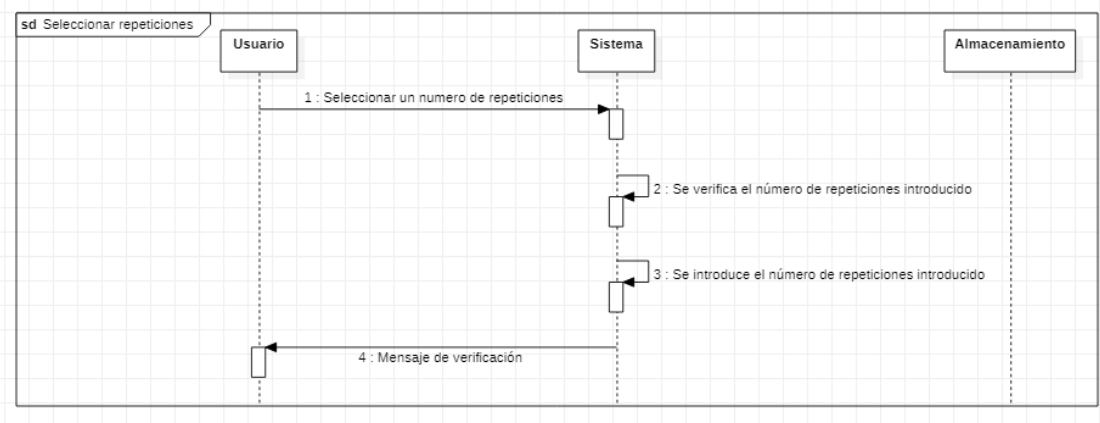 sd Seleccionar repeticiones
Usuario
Sistema
Almacenamiento
1 : Seleccionar un numero de repeticiones
2 : Se verifica el número de repeticiones introducido
3 : Se introduce el número de repeticiones introducido
4 : Mensaje de verificación